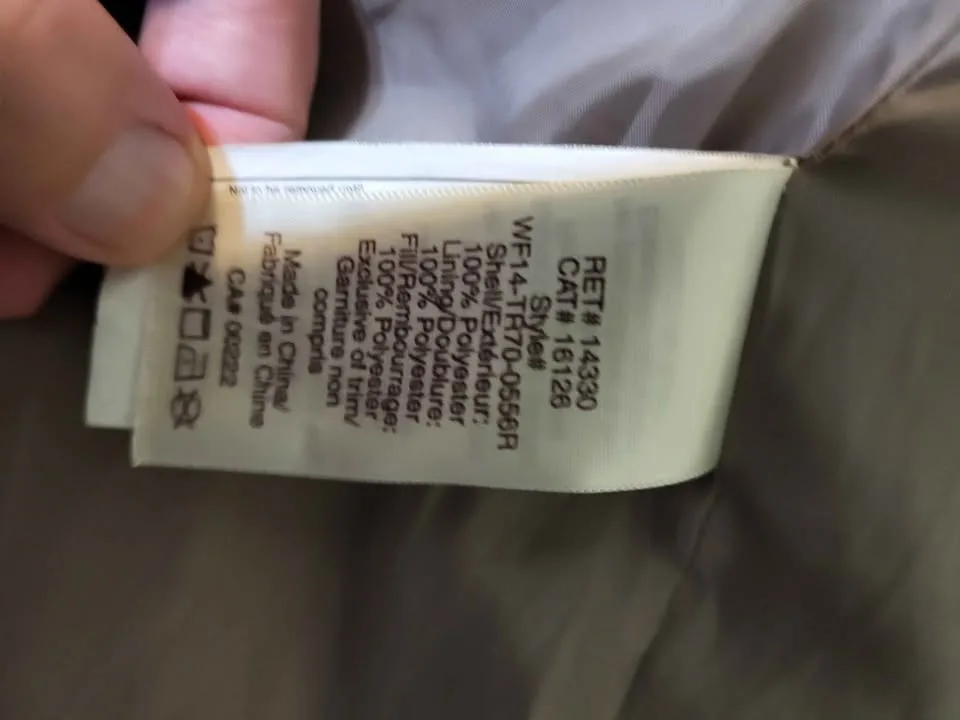 RET# 14330
CAT# 16126
Style#
WF14-TR70-0556R
Shell/Extérieur:
100% Polyester
Lining/Doublure:
100% Polyester
Fill/Rembourrage:
100% Polyester
Exclusive of trim/
Garniture non
compris
Made in China/
Fabriqué en Chine
CA# 00222
Not to be removed until